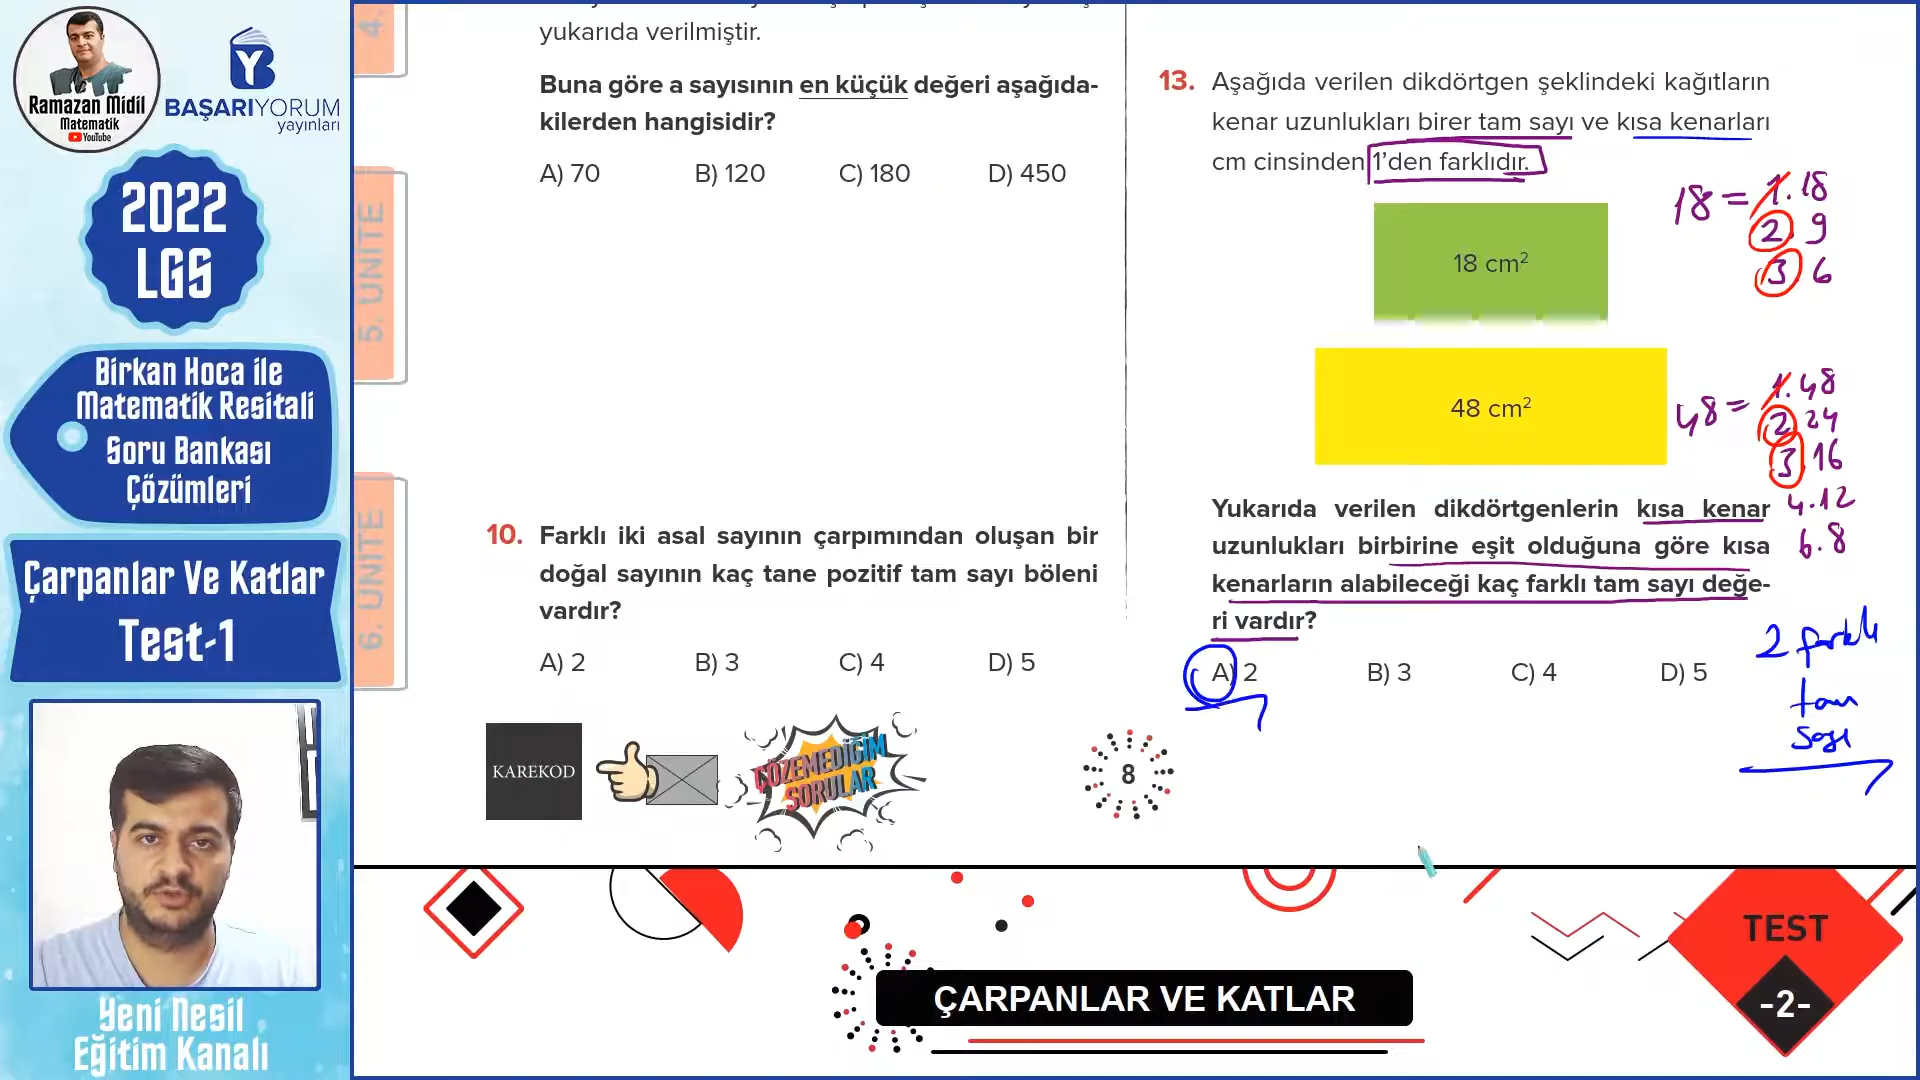 Ramazan Midil
Matematik
YouTube
BAŞARIYORUM
yayınları
2022
LGS
Birkan Hoca ile
Matematik Resitali
Soru Bankası
Çözümleri
Çarpanlar Ve Katlar
Test-1
Yeni Nesil
Eğitim Kanalı
4.
5. ÜNİTE
6. ÜNİTE
yukarıda verilmiştir.
Buna göre a sayısının en küçük değeri aşağıda-
kilerden hangisidir?
A) 70 B) 120 C) 180 D) 450
10. Farklı iki asal sayının çarpımından oluşan bir
doğal sayının kaç tane pozitif tam sayı böleni
vardır?
A) 2 B) 3 C) 4 D) 5
KAREKOD
ÇÖZEMEDİĞİM
SORULAR
8
13. Aşağıda verilen dikdörtgen şeklindeki kağıtların
kenar uzunlukları birer tam sayı ve kısa kenarları
cm cinsinden 1'den farklıdır.
18 cm²
18 = 1.18
2.9
3.6
48 cm²
48 = 1.48
2.24
3.16
4.12
6.8
Yukarıda verilen dikdörtgenlerin kısa kenar
uzunlukları birbirine eşit olduğuna göre kısa
kenarların alabileceği kaç farklı tam sayı değe-
ri vardır?
A) 2 B) 3 C) 4 D) 5
2 farklı
tam
sayı
ÇARPANLAR VE KATLAR
TEST
-2-